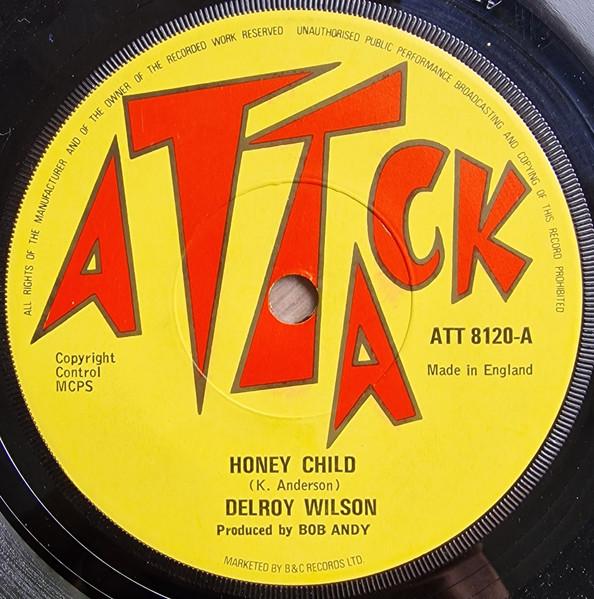 ALL RIGHTS OF THE MANUFACTURER AND OF THE OWNER OF THE RECORDED WORK RESERVED UNAUTHORISED PUBLIC PERFORMANCE BROADCASTING AND COPYING OF THIS RECORD PROHIBITED
ATTACK
ATT 8120-A
Made in England
Copyright
Control
MCPS
HONEY CHILD
(K. Anderson)
DELROY WILSON
Produced by BOB ANDY
MARKETED BY B&C RECORDS LTD.